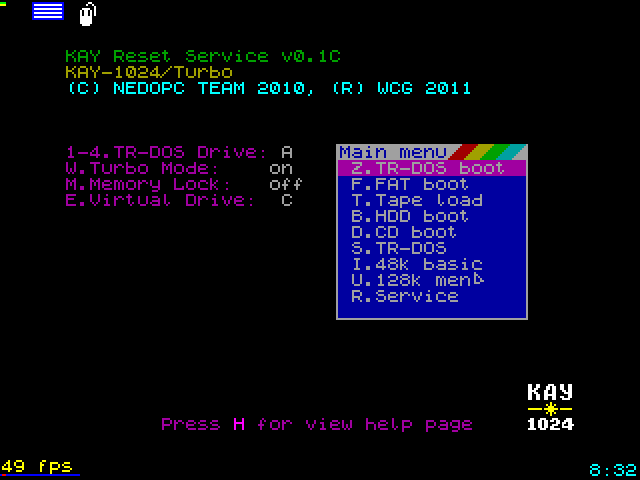 KAY Reset Service v0.1C
KAY-1024/Turbo
(C) NEDOPC TEAM 2010, (R) WCG 2011
1-4.TR-DOS Drive: A
W.Turbo Mode: on
M.Memory Lock: off
E.Virtual Drive: C
Main menu
Z.TR-DOS boot
F.FAT boot
T.Tape load
B.HDD boot
D.CD boot
S.TR-DOS
I.48k basic
U.128k menu
R.Service
KAY
1024
Press H for view help page
49 fps
8:32